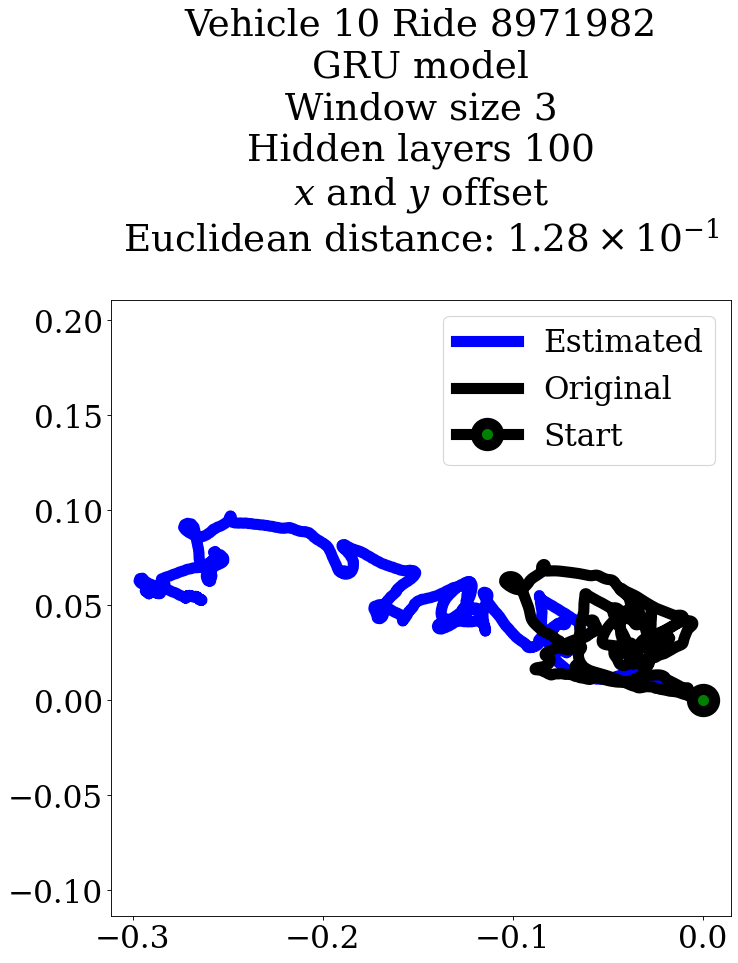 Vehicle 10 Ride 8971982
GRU model
Window size 3
Hidden layers 100
x and y offset
Euclidean distance: 1.28 × 10⁻¹
Estimated
Original
Start
0.20
0.15
0.10
0.05
0.00
−0.05
−0.10
−0.3 −0.2 −0.1 0.0